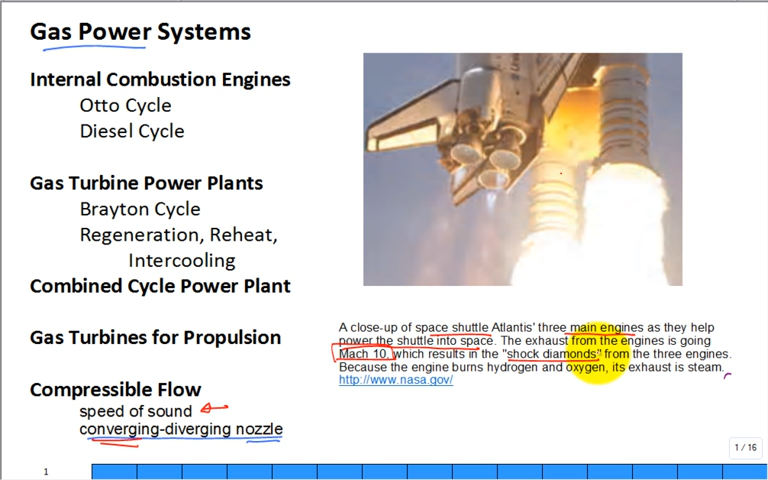 Gas Power Systems
Internal Combustion Engines
Otto Cycle
Diesel Cycle
Gas Turbine Power Plants
Brayton Cycle
Regeneration, Reheat,
Intercooling
Combined Cycle Power Plant
Gas Turbines for Propulsion
Compressible Flow
speed of sound
converging-diverging nozzle
A close-up of space shuttle Atlantis' three main engines as they help
power the shuttle into space. The exhaust from the engines is going
Mach 10, which results in the "shock diamonds" from the three engines.
Because the engine burns hydrogen and oxygen, its exhaust is steam.
http://www.nasa.gov/
1 / 16
1